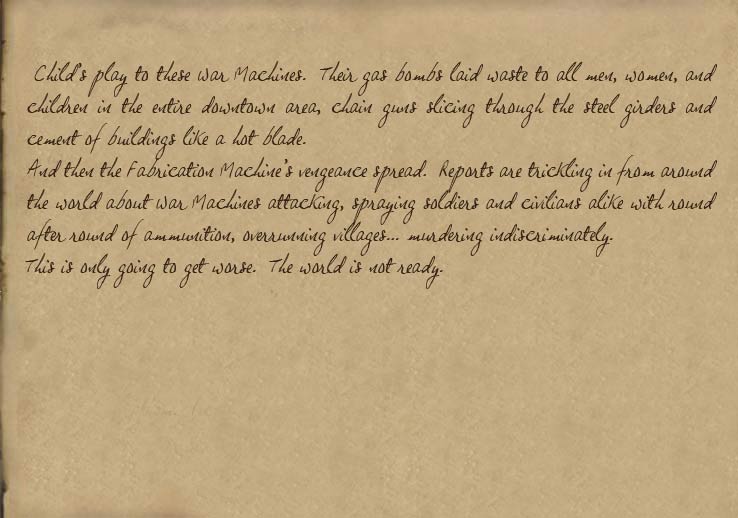 Child's play to these War Machines. Their gas bombs laid waste to all men, women, and
children in the entire downtown area, chain guns slicing through the steel girders and
cement of buildings like a hot blade.
And then the Fabrication Machine's vengeance spread. Reports are trickling in from around
the world about War Machines attacking, spraying soldiers and civilians alike with round
after round of ammunition, overrunning villages... murdering indiscriminately.
This is only going to get worse. The world is not ready.